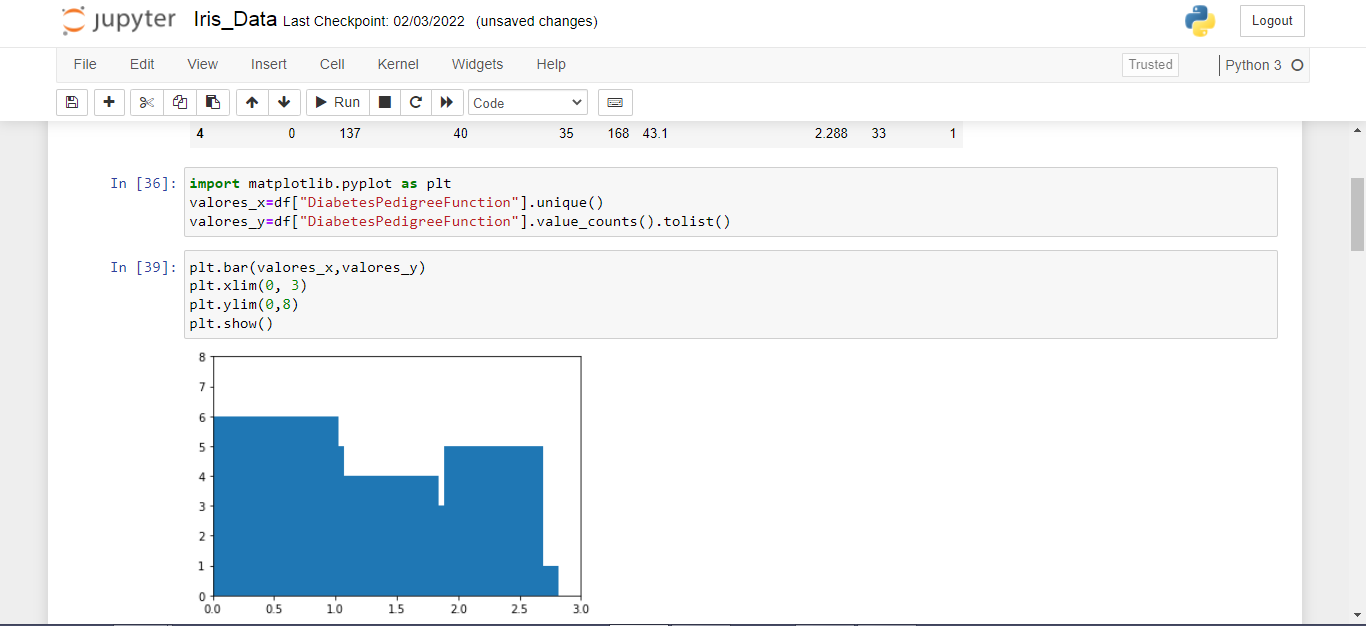 jupyter Iris_Data Last Checkpoint: 02/03/2022 (unsaved changes) Logout
File Edit View Insert Cell Kernel Widgets Help Trusted Python 3
Run Code
4 0 137 40 35 168 43.1 2.288 33 1
In [36]: import matplotlib.pyplot as plt
valores_x=df["DiabetesPedigreeFunction"].unique()
valores_y=df["DiabetesPedigreeFunction"].value_counts().tolist()
In [39]: plt.bar(valores_x,valores_y)
plt.xlim(0, 3)
plt.ylim(0,8)
plt.show()
8
7
6
5
4
3
2
1
0
0.0 0.5 1.0 1.5 2.0 2.5 3.0